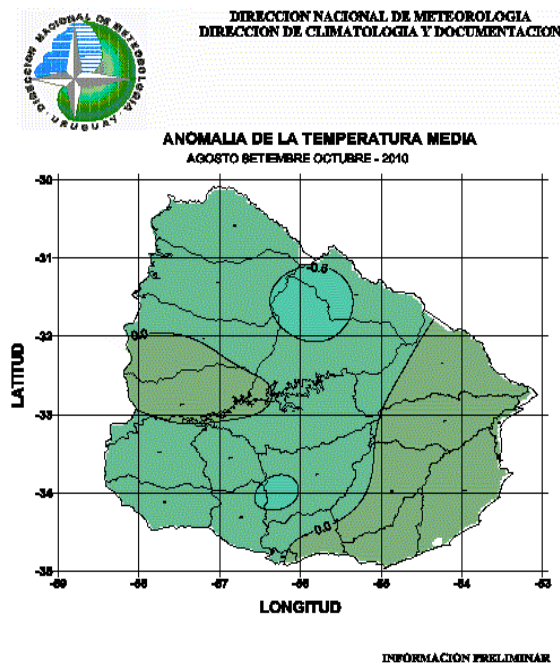 DIRECCION NACIONAL DE METEOROLOGIA
DIRECCION DE CLIMATOLOGIA Y DOCUMENTACION
DIRECCION NACIONAL DE METEOROLOGIA
URUGUAY
ANOMALIA DE LA TEMPERATURA MEDIA
AGOSTO SETIEMBRE OCTUBRE - 2010
-30
-31
-32
-33
-34
-35
LATITUD
-0.5
0.0
0.0
-59 -58 -57 -56 -55 -54 -53
LONGITUD
INFORMACION PRELIMINAR